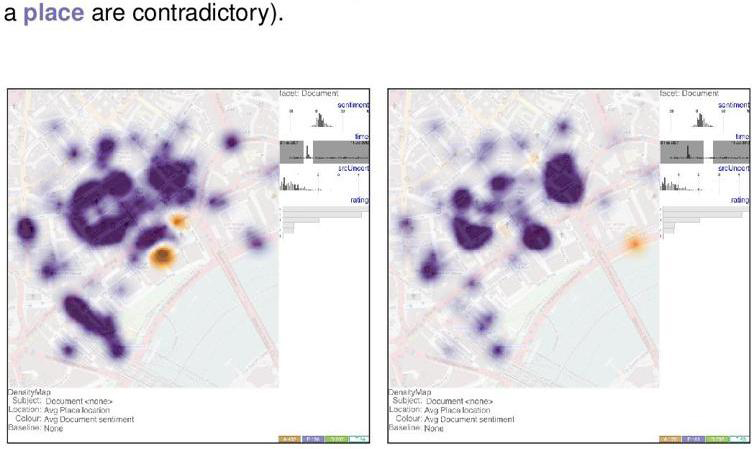 a place are contradictory).
facet: Document
sentiment
time
srcUncert
rating
DensityMap
Subject: Document <none>
Location: Avg Place location
Colour: Avg Document sentiment
Baseline: None
facet: Document
sentiment
time
srcUncert
rating
DensityMap
Subject: Document <none>
Location: Avg Place location
Colour: Avg Document sentiment
Baseline: None